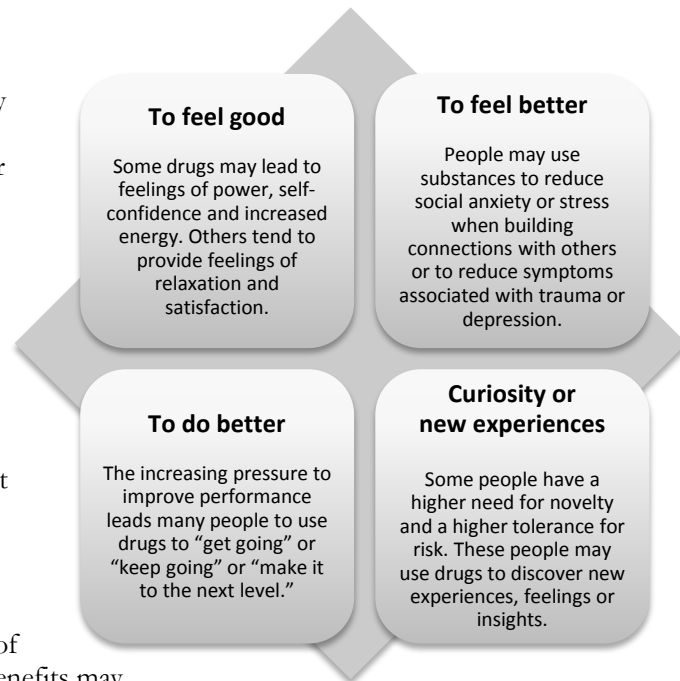 To feel good
Some drugs may lead to
feelings of power, self-
confidence and increased
energy. Others tend to
provide feelings of
relaxation and
satisfaction.
To feel better
People may use
substances to reduce
social anxiety or stress
when building
connections with others
or to reduce symptoms
associated with trauma or
depression.
To do better
The increasing pressure to
improve performance
leads many people to use
drugs to “get going” or
“keep going” or “make it
to the next level.”
Curiosity or
new experiences
Some people have a
higher need for novelty
and a higher tolerance for
risk. These people may
use drugs to discover new
experiences, feelings or
insights.
of
may